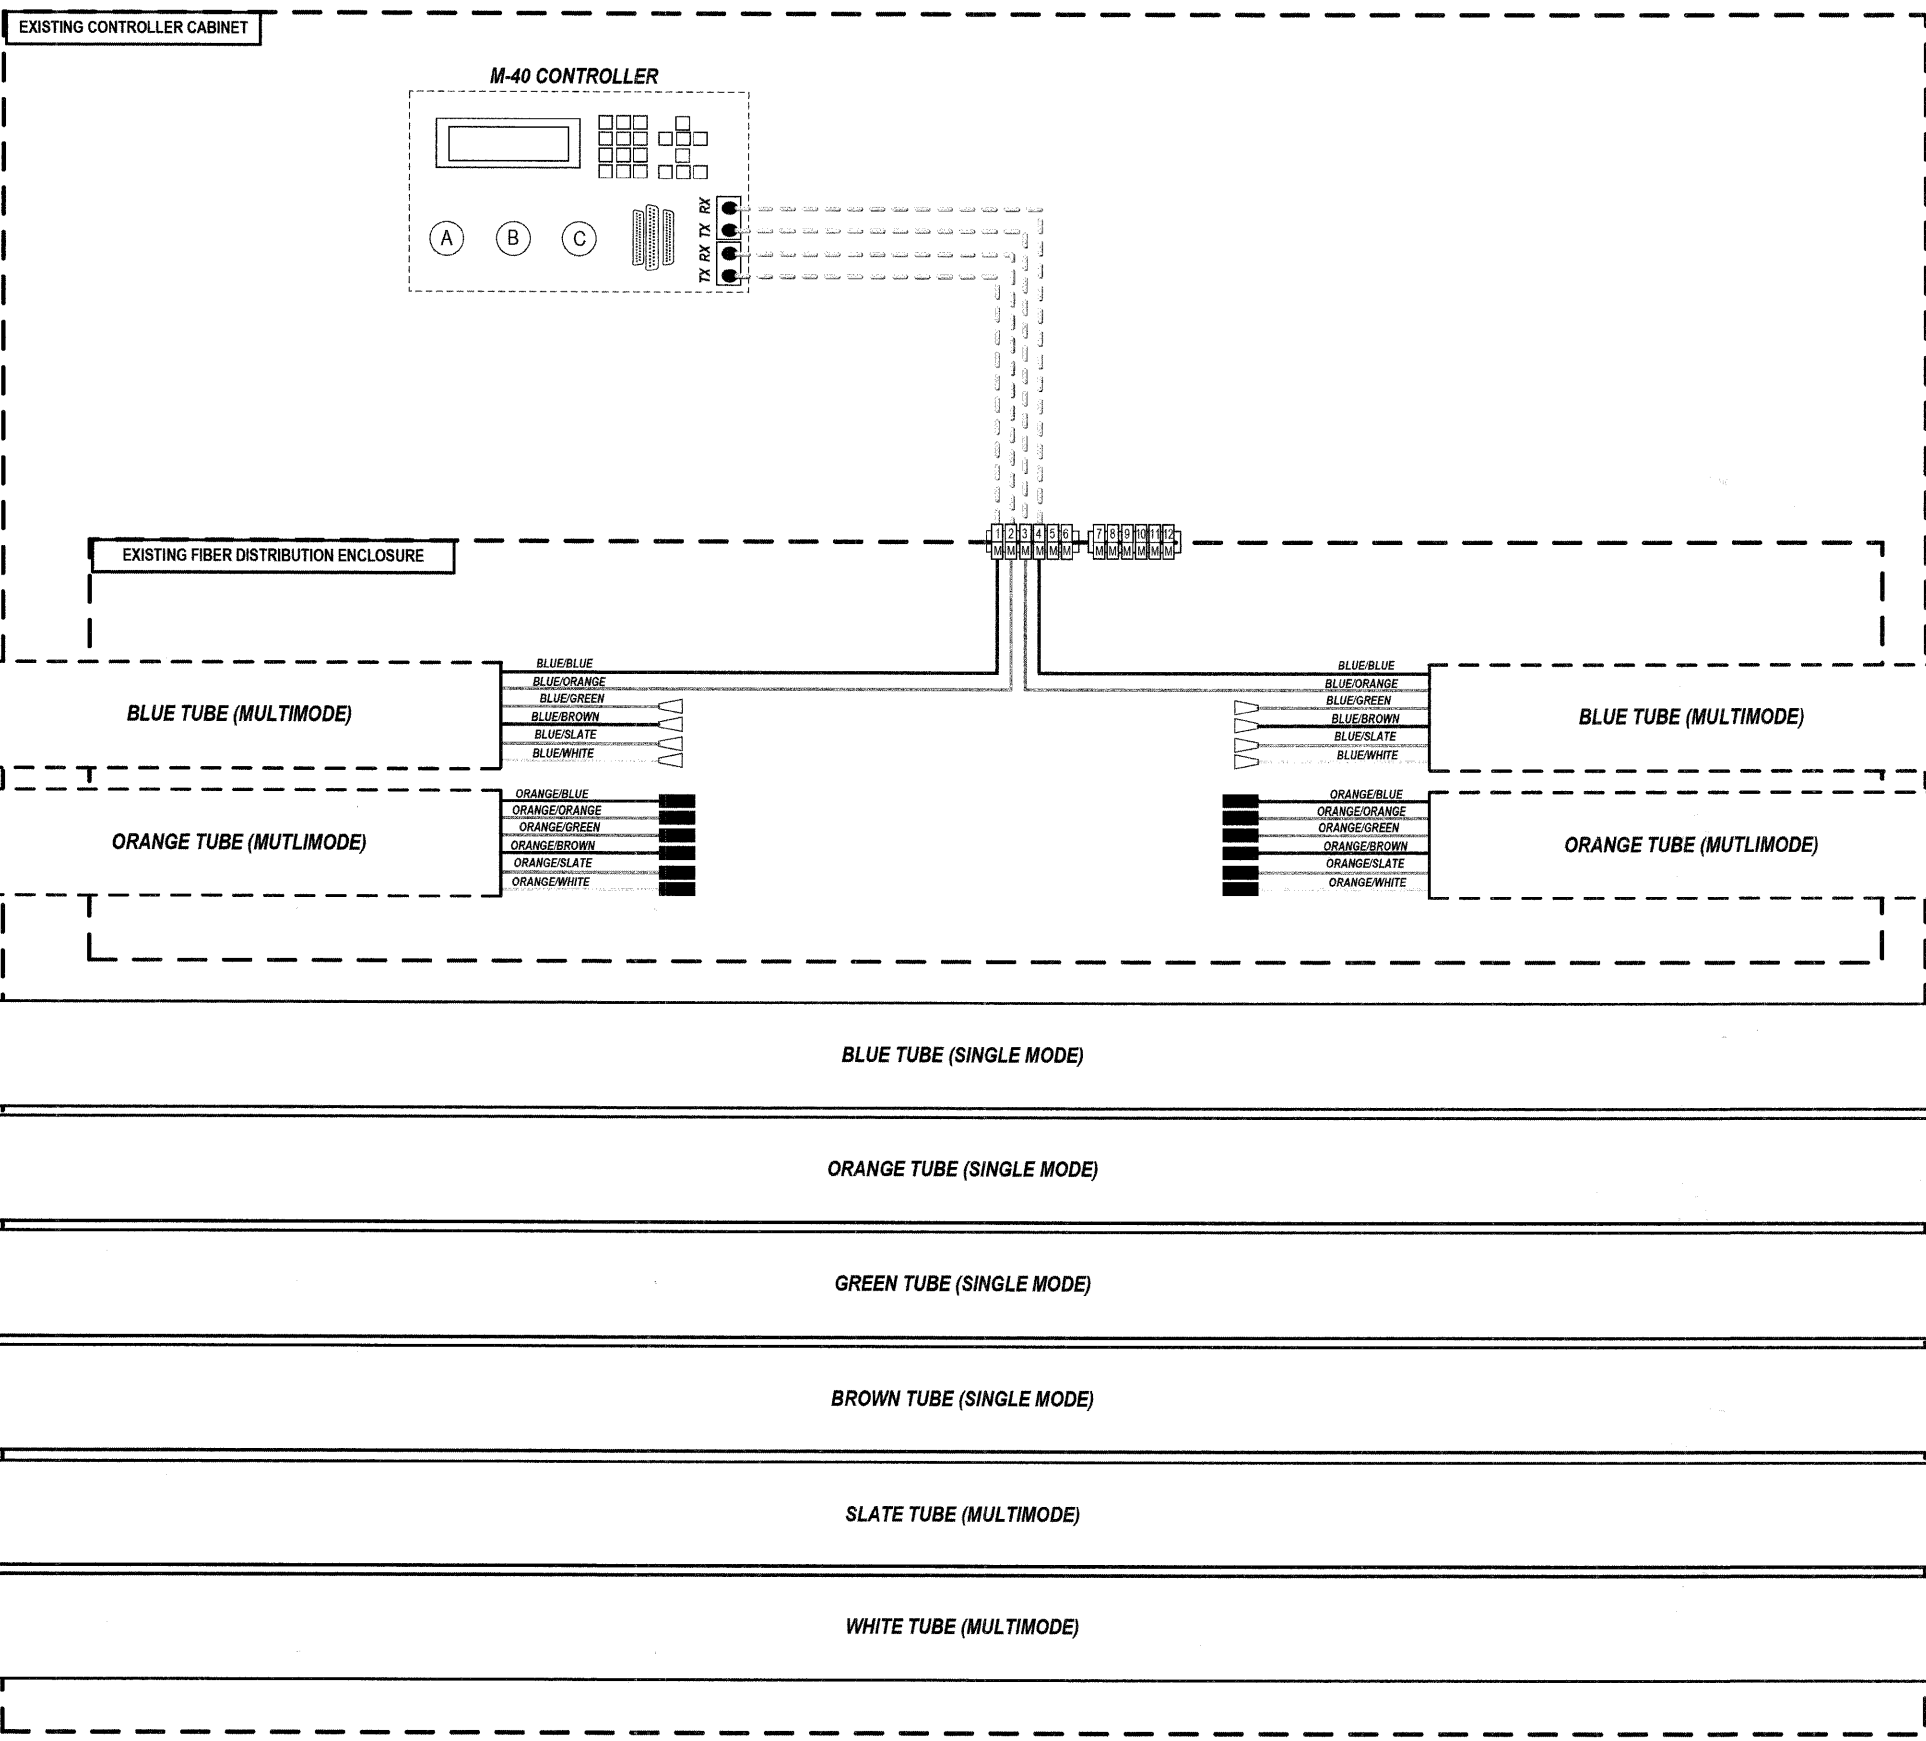 EXISTING CONTROLLER CABINET
M-40 CONTROLLER
A B C
RX
TX
RX
TX
1 2 3 4 5 6 7 8 9 10 11 12
M M M M M M M M M M M M
EXISTING FIBER DISTRIBUTION ENCLOSURE
BLUE TUBE (MULTIMODE)
BLUE/BLUE
BLUE/ORANGE
BLUE/GREEN
BLUE/BROWN
BLUE/SLATE
BLUE/WHITE
BLUE/BLUE
BLUE/ORANGE
BLUE/GREEN
BLUE/BROWN
BLUE/SLATE
BLUE/WHITE
BLUE TUBE (MULTIMODE)
ORANGE TUBE (MUTLIMODE)
ORANGE/BLUE
ORANGE/ORANGE
ORANGE/GREEN
ORANGE/BROWN
ORANGE/SLATE
ORANGE/WHITE
ORANGE/BLUE
ORANGE/ORANGE
ORANGE/GREEN
ORANGE/BROWN
ORANGE/SLATE
ORANGE/WHITE
ORANGE TUBE (MUTLIMODE)
BLUE TUBE (SINGLE MODE)
ORANGE TUBE (SINGLE MODE)
GREEN TUBE (SINGLE MODE)
BROWN TUBE (SINGLE MODE)
SLATE TUBE (MULTIMODE)
WHITE TUBE (MULTIMODE)